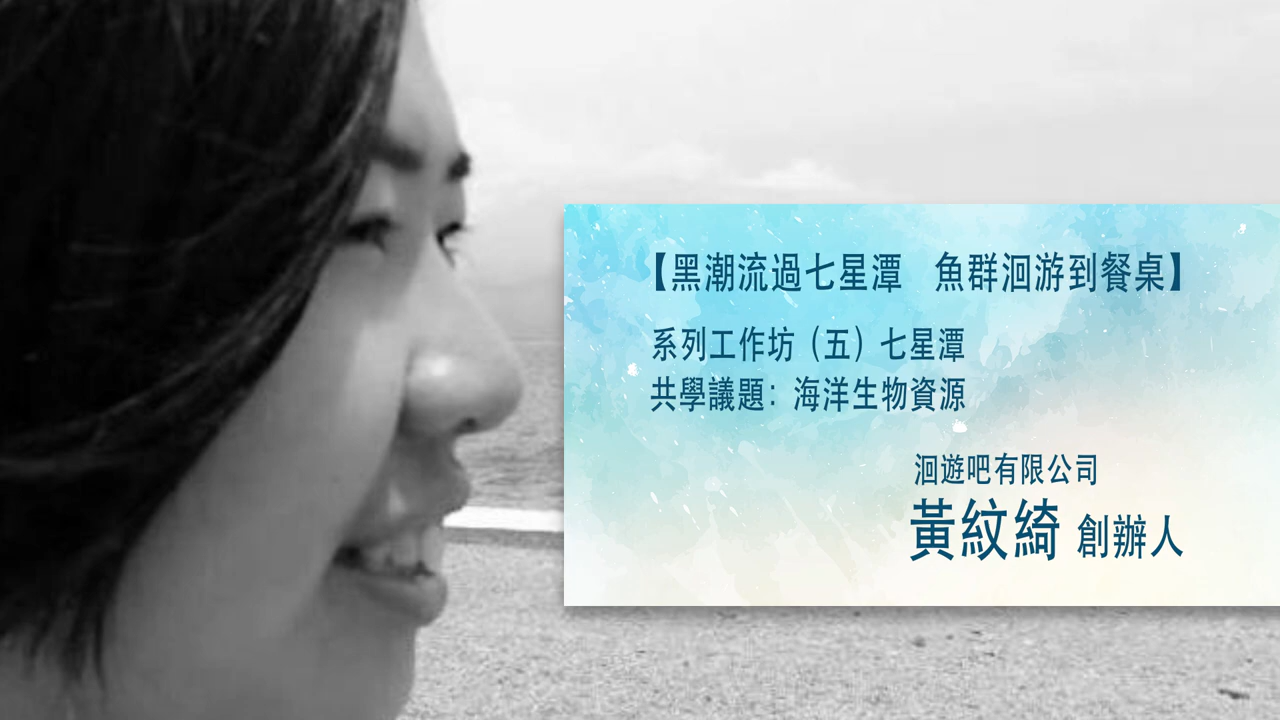 【黑潮流過七星潭　魚群洄游到餐桌】
系列工作坊（五）七星潭
共學議題：海洋生物資源
洄遊吧有限公司
黃紋綺 創辦人